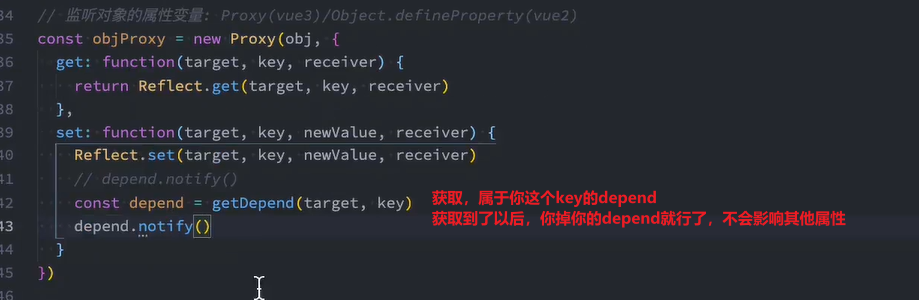 34 // 监听对象的属性变量: Proxy(vue3)/Object.defineProperty(vue2)
35 const objProxy = new Proxy(obj, {
36 get: function(target, key, receiver) {
37 return Reflect.get(target, key, receiver)
38 },
39 set: function(target, key, newValue, receiver) {
40 Reflect.set(target, key, newValue, receiver)
41 // depend.notify()
42 const depend = getDepend(target, key) 获取，属于你这个key的depend
获取到了以后，你掉你的depend就行了，不会影响其他属性
43 depend.notify()
44 }
45 })
46